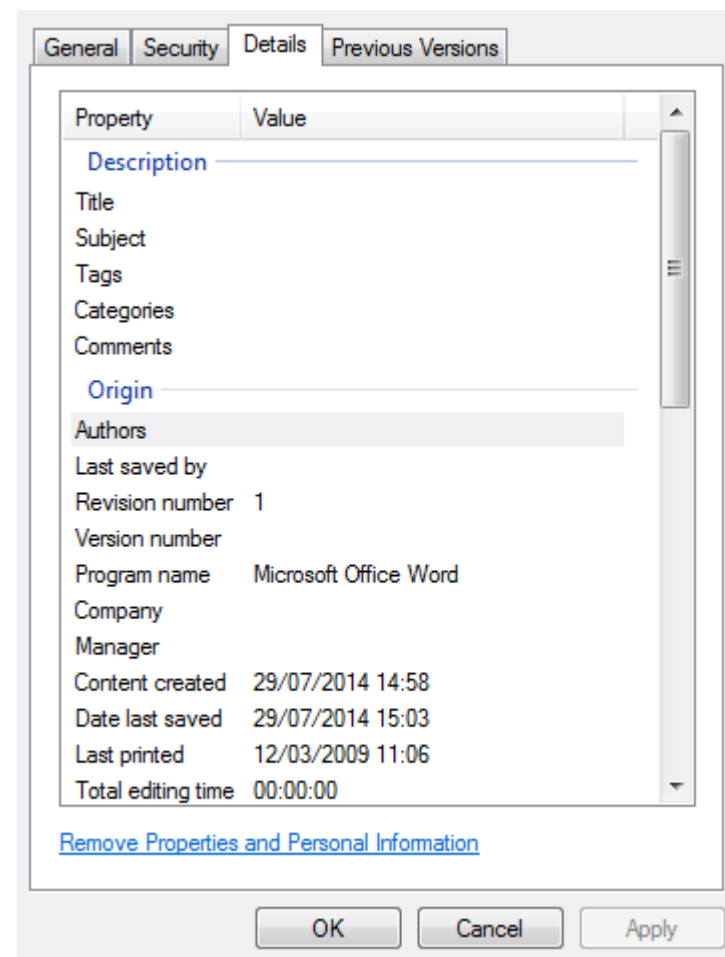 General Security Details Previous Versions
Property Value
Description
Title
Subject
Tags
Categories
Comments
Origin
Authors
Last saved by
Revision number 1
Version number
Program name Microsoft Office Word
Company
Manager
Content created 29/07/2014 14:58
Date last saved 29/07/2014 15:03
Last printed 12/03/2009 11:06
Total editing time 00:00:00
Remove Properties and Personal Information
OK Cancel Apply